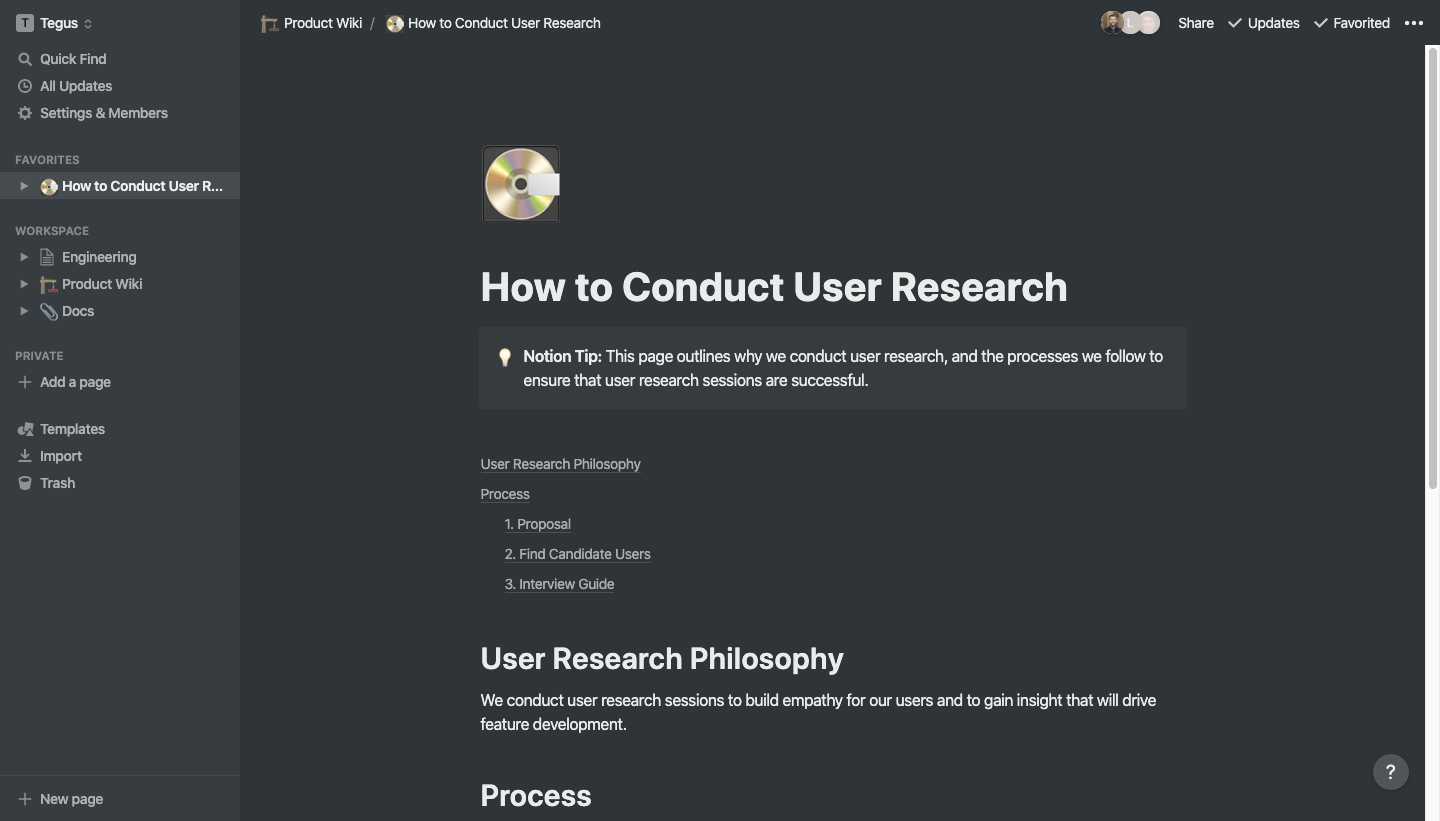 T Tegus
Quick Find
All Updates
Settings & Members
FAVORITES
How to Conduct User R...
WORKSPACE
Engineering
Product Wiki
Docs
PRIVATE
Add a page
Templates
Import
Trash
New page
Product Wiki / How to Conduct User Research
L
Share
Updates
Favorited
How to Conduct User Research
Notion Tip: This page outlines why we conduct user research, and the processes we follow to
ensure that user research sessions are successful.
User Research Philosophy
Process
1. Proposal
2. Find Candidate Users
3. Interview Guide
User Research Philosophy
We conduct user research sessions to build empathy for our users and to gain insight that will drive
feature development.
Process
?